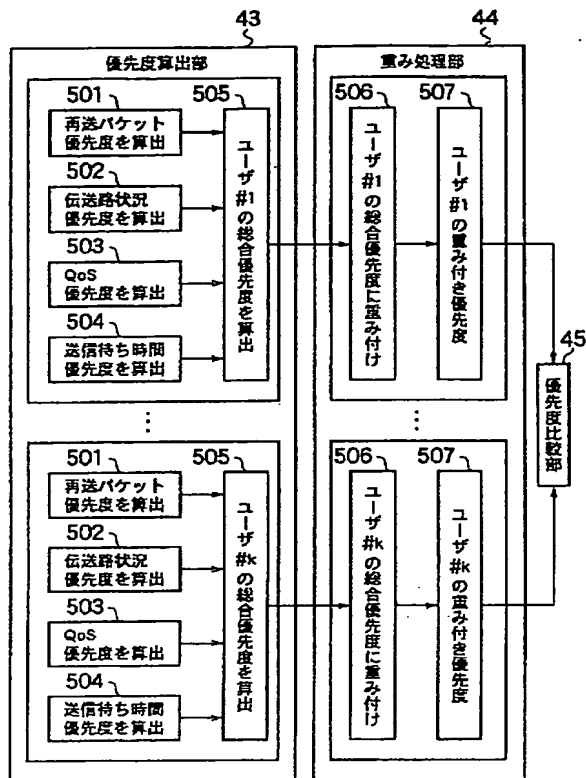 43
優先度算出部
501
再送パケット
優先度を算出
502
伝送路状況
優先度を算出
503
QoS
優先度を算出
504
送信待ち時間
優先度を算出
505
ユーザ#1の総合優先度を算出
44
重み処理部
506
ユーザ#1の総合優先度に重み付け
507
ユーザ#1の重み付き優先度
45
優先度比較部
501
再送パケット
優先度を算出
502
伝送路状況
優先度を算出
503
QoS
優先度を算出
504
送信待ち時間
優先度を算出
505
ユーザ#kの総合優先度を算出
506
ユーザ#kの総合優先度に重み付け
507
ユーザ#kの重み付き優先度